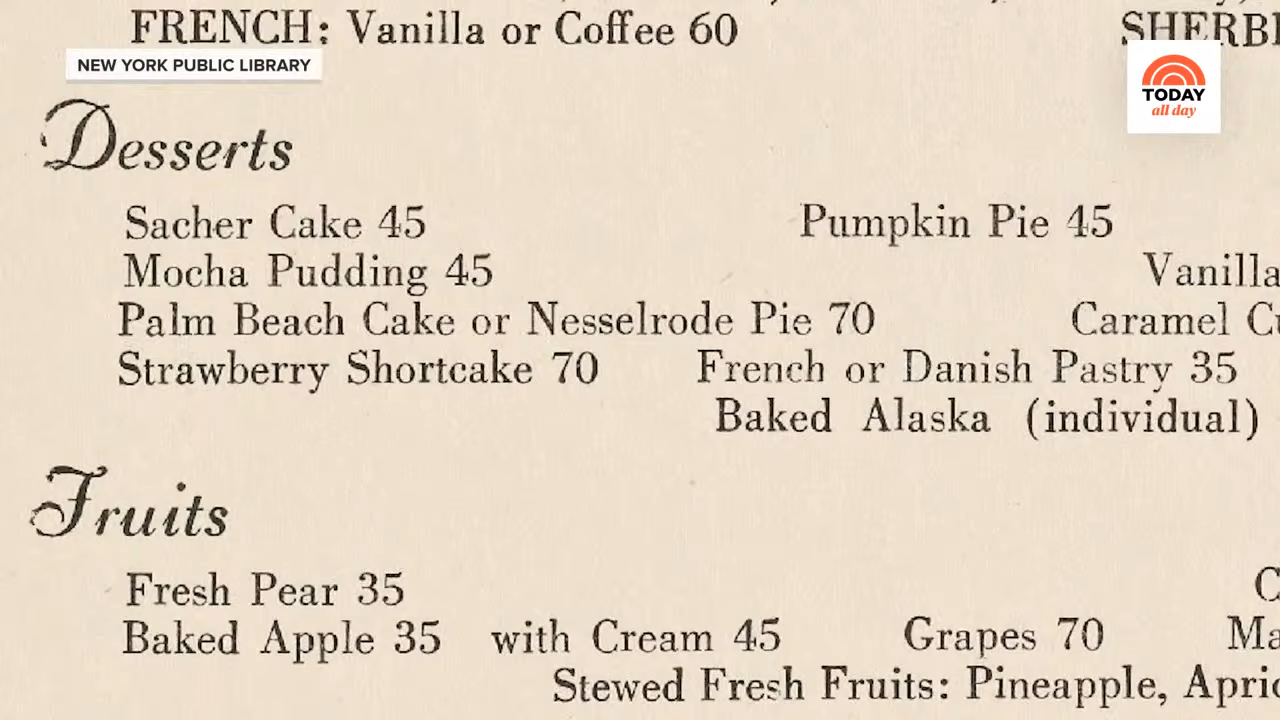 FRENCH: Vanilla or Coffee 60
NEW YORK PUBLIC LIBRARY
TODAY
all day
Desserts
Sacher Cake 45 Pumpkin Pie 45
Mocha Pudding 45 Vanilla
Palm Beach Cake or Nesselrode Pie 70 Caramel
Strawberry Shortcake 70 French or Danish Pastry 35
Baked Alaska (individual)
Fruits
Fresh Pear 35
Baked Apple 35 with Cream 45 Grapes 70
Stewed Fresh Fruits: Pineapple,